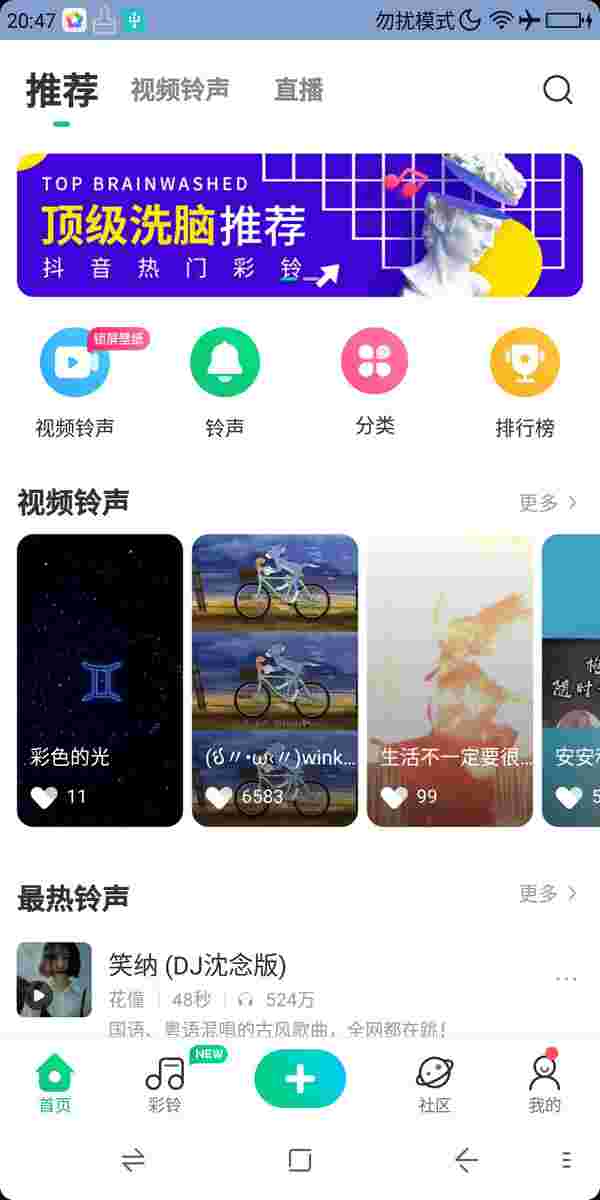 20:47
勿扰模式
推荐 视频铃声 直播
TOP BRAINWASHED
顶级洗脑推荐
抖音热门彩铃
锁屏壁纸
视频铃声 铃声 分类 排行榜
视频铃声 更多
彩色的光
11
wink...
6583
生活不一定要很...
99
随时
安安
5
最热铃声 更多
笑纳 (DJ沈念版)
花僮 48秒 524万
国语、粤语混唱的古风歌曲，全网都在跳！
NEW
首页 彩铃 社区 我的